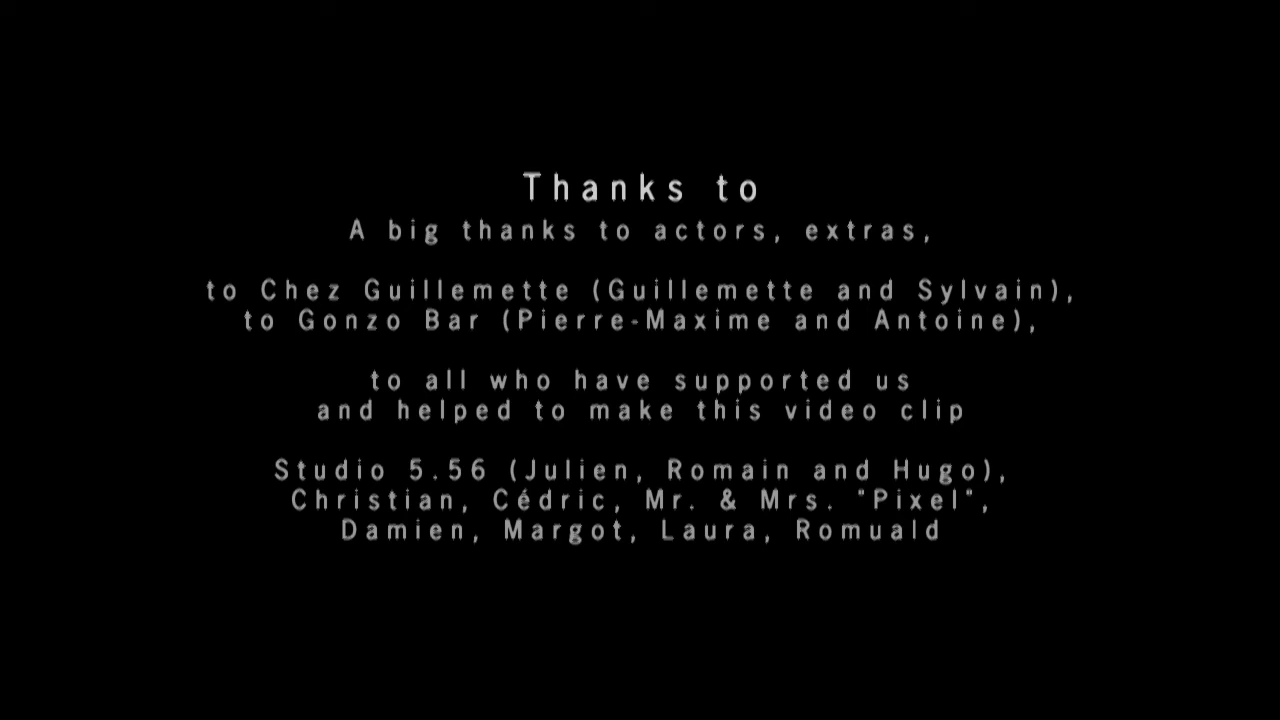 Thanks to
A big thanks to actors, extras,
to Chez Guillemette (Guillemette and Sylvain),
to Gonzo Bar (Pierre-Maxime and Antoine),
to all who have supported us
and helped to make this video clip
Studio 5.56 (Julien, Romain and Hugo),
Christian, Cédric, Mr. & Mrs. "Pixel",
Damien, Margot, Laura, Romuald